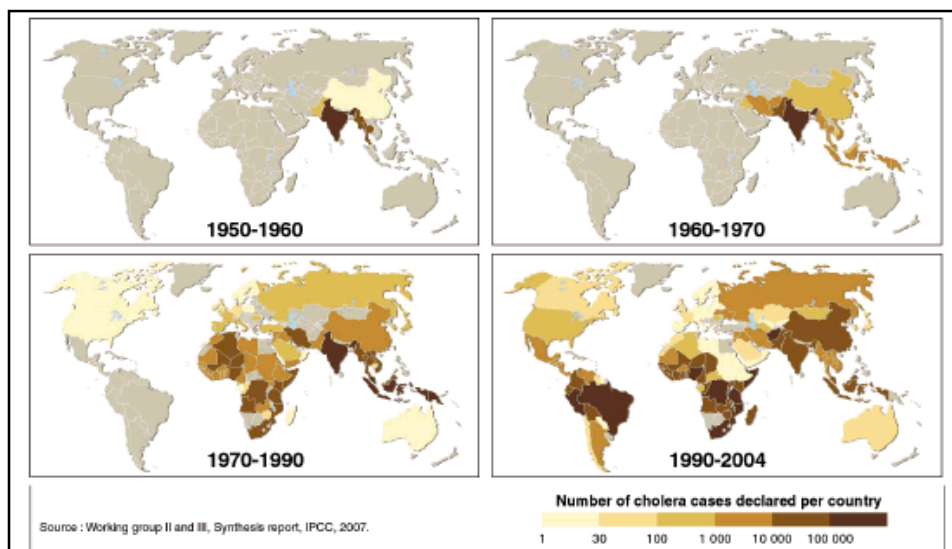 1950-1960
1960-1970
1970-1990
1990-2004
Source : Working group II and III, Synthesis report, IPCC, 2007.
Number of cholera cases declared per country
1 30 100 1 000 10 000 100 000